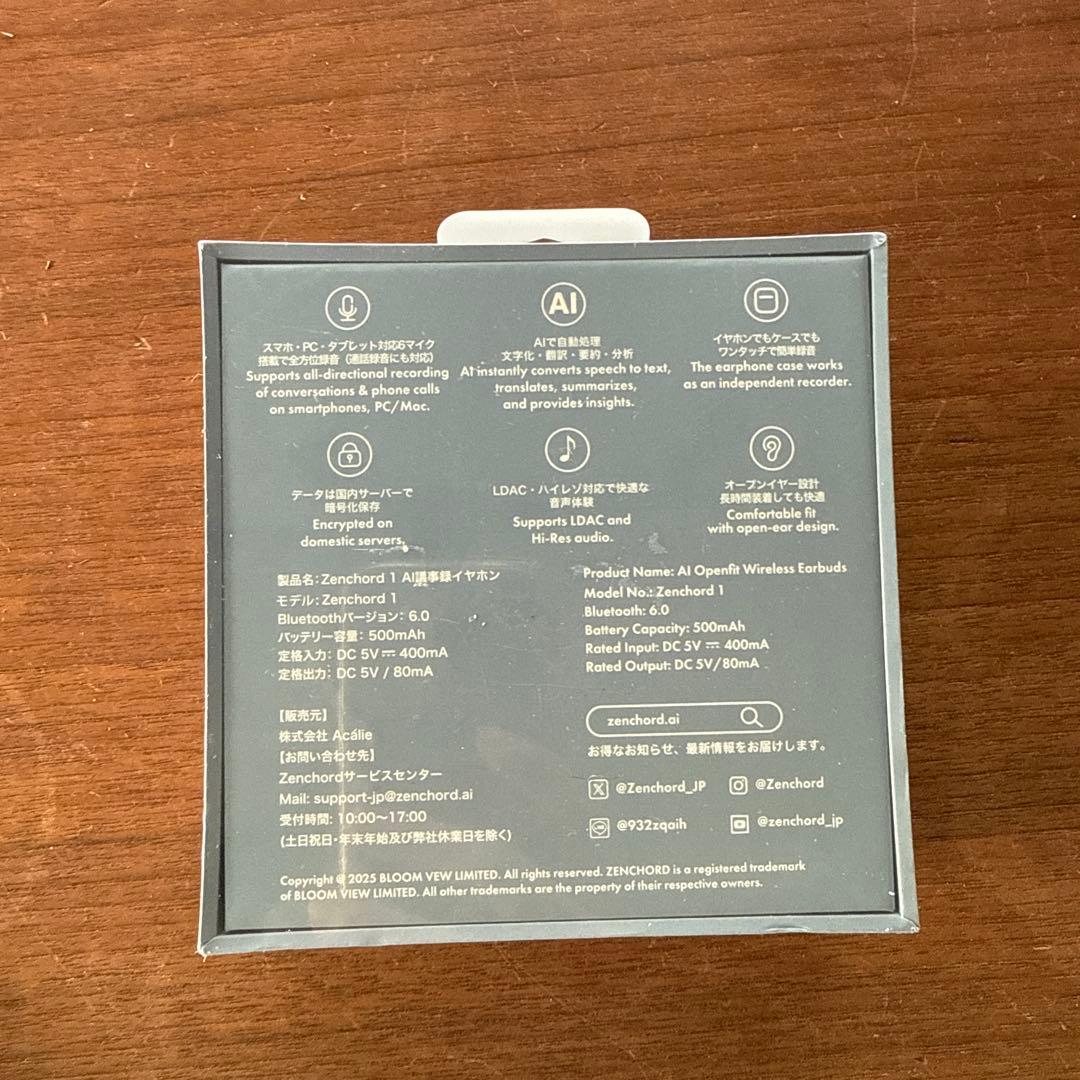 スマホ・PC・タブレット対応6マイク
搭載で全方位録音（通話録音にも対応）
Supports all-directional recording
of conversations & phone calls
on smartphones, PC/Mac.
AI
AIで自動処理
文字化・翻訳・要約・分析
AI instantly converts speech to text,
translates, summarizes,
and provides insights.
イヤホンでもケースでも
ワンタッチで簡単録音
The earphone case works
as an independent recorder.
データは国内サーバーで
暗号化保存
Encrypted on
domestic servers.
LDAC・ハイレゾ対応で快適な
音声体験
Supports LDAC and
Hi-Res audio.
オープンイヤー設計
長時間装着しても快適
Comfortable fit
with open-ear design.
製品名：Zenchord 1 AI議事録イヤホン
モデル：Zenchord 1
Bluetoothバージョン：6.0
バッテリー容量：500mAh
定格入力：DC 5V ⎓ 400mA
定格出力：DC 5V / 80mA
Product Name: AI Openfit Wireless Earbuds
Model No.: Zenchord 1
Bluetooth: 6.0
Battery Capacity: 500mAh
Rated Input: DC 5V ⎓ 400mA
Rated Output: DC 5V/80mA
【販売元】
株式会社 Acálie
【お問い合わせ先】
Zenchordサービスセンター
Mail: support-jp@zenchord.ai
受付時間: 10:00〜17:00
(土日祝日・年末年始及び弊社休業日を除く)
zenchord.ai
お得なお知らせ、最新情報をお届けします。
@Zenchord_JP
@Zenchord
@932zqaih
@zenchord_jp
Copyright @ 2025 BLOOM VEW LIMITED. All rights reserved. ZENCHORD is a registered trademark
of BLOOM VIEW LIMITED. All other trademarks are the property of their respective owners.